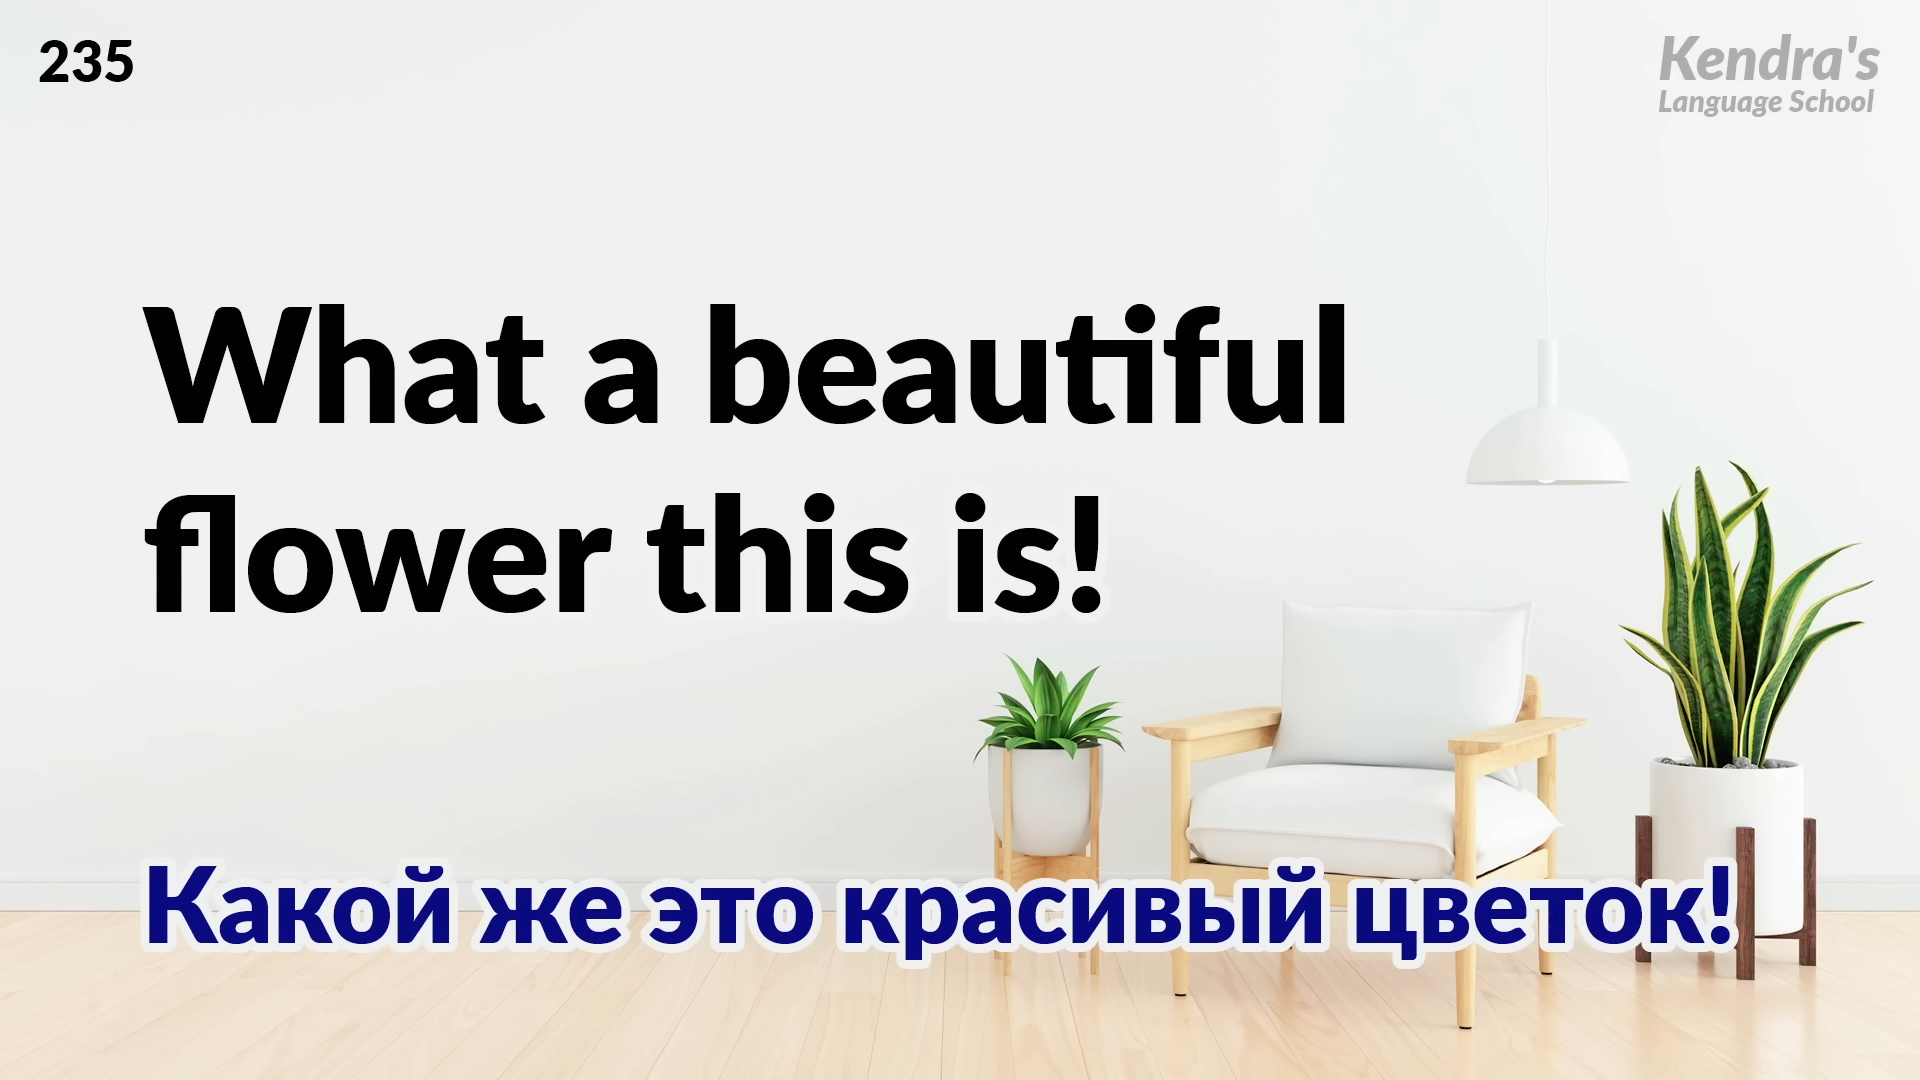 235
Kendra's
Language School
What a beautiful
flower this is!
Какой же это красивый цветок!